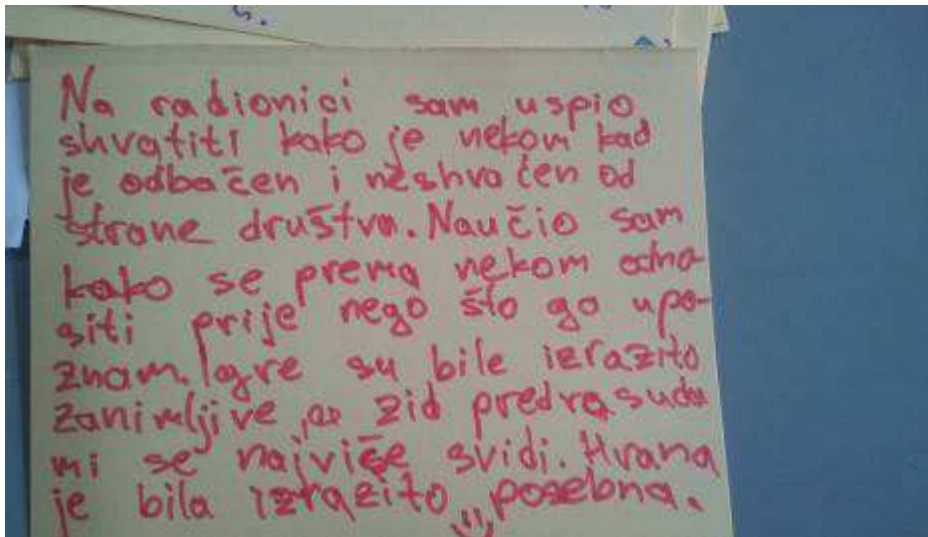 5.
Na radionici sam uspio
shvatiti kako je nekom kad
je odbačen i neshvaćen od
strane društva. Naučio sam
kako se prema nekom odno-
siti prije nego što go upo-
znam. Igre su bile izrazito
zanimljive, a zid predrasuda
mi se najviše svidi. Hrana
je bila izrazito „posebna.